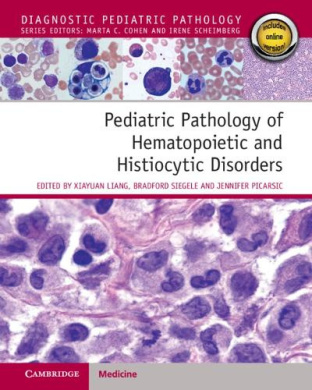 DIAGNOSTIC PEDIATRIC PATHOLOGY
SERIES EDITORS: MARTA C. COHEN AND IRENE SCHEIMBERG
Includes
online
version!
Pediatric Pathology of
Hematopoietic and
Histiocytic Disorders
EDITED BY XIAYUAN LIANG, BRADFORD SIEGELE AND JENNIFER PICARSIC
CAMBRIDGE
Medicine